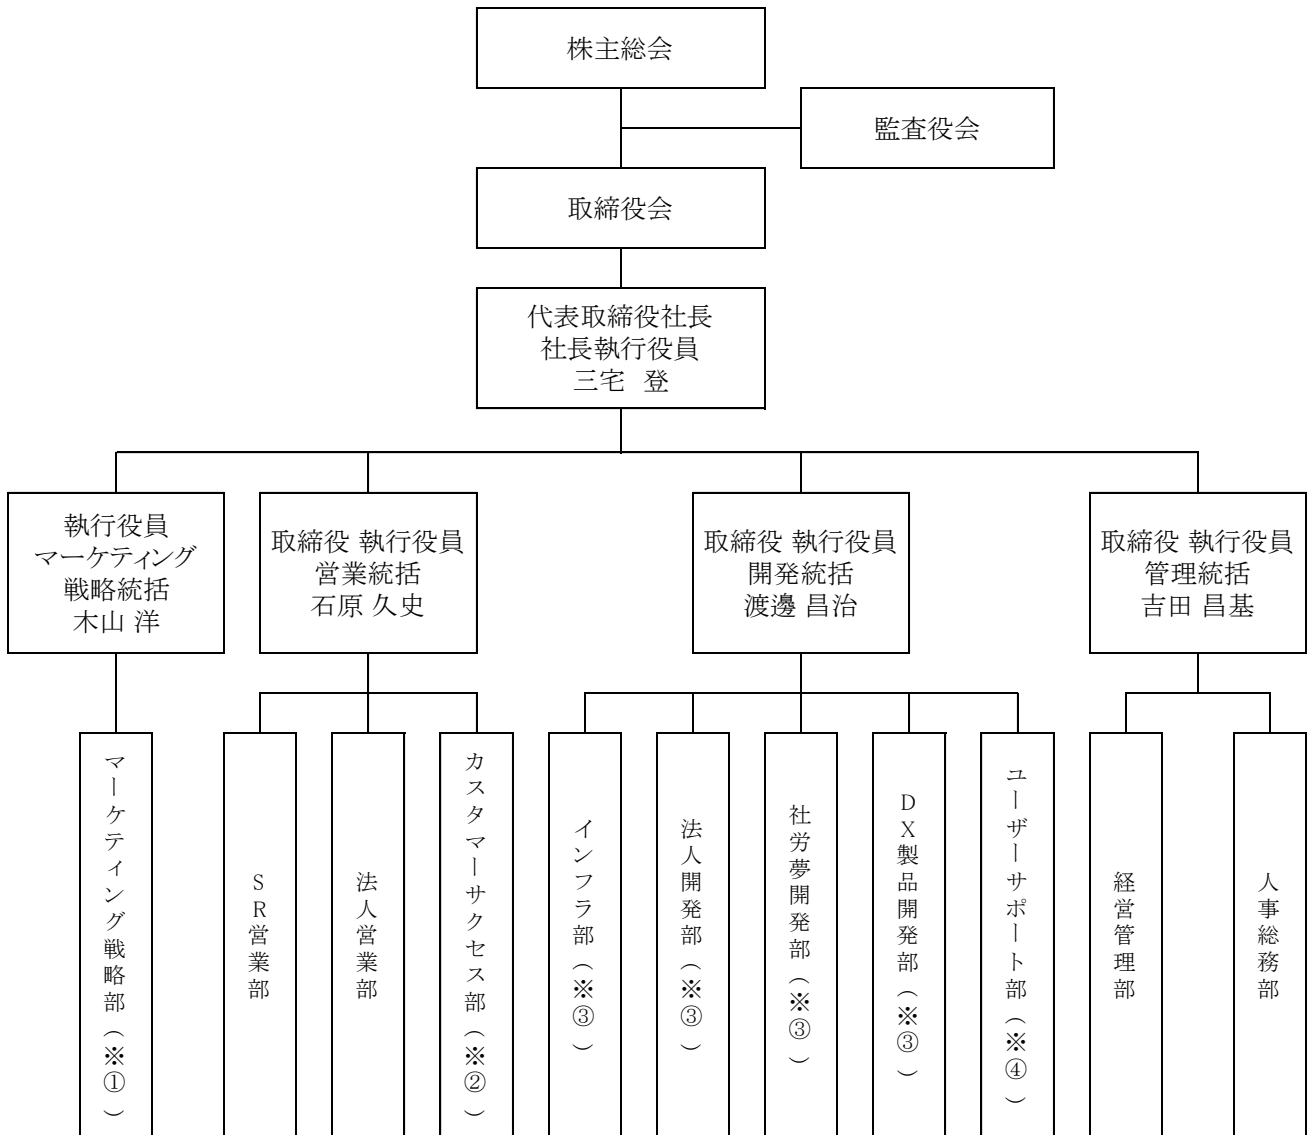 株主総会
監査役会
取締役会
代表取締役社長
社長執行役員
三宅 登
執行役員
マーケティング
戦略統括
木山 洋
取締役 執行役員
営業統括
石原 久史
取締役 執行役員
開発統括
渡邊 昌治
取締役 執行役員
管理統括
吉田 昌基
マーケティング戦略部(※①)
SR営業部
法人営業部
カスタマーサクセス部(※②)
インフラ部(※③)
法人開発部(※③)
社労夢開発部(※③)
DX製品開発部(※③)
ユーザーサポート部(※④)
経営管理部
人事総務部